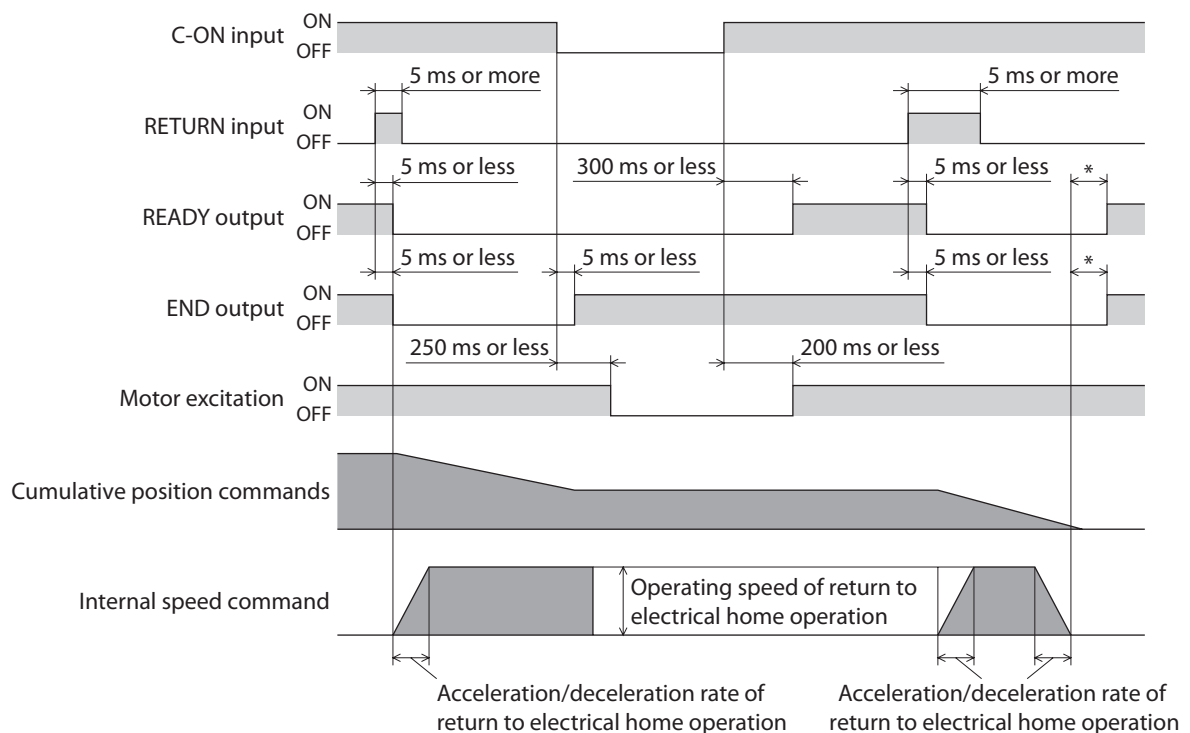 C-ON input
ON
OFF
5 ms or more
5 ms or more
RETURN input
ON
OFF
5 ms or less
300 ms or less
5 ms or less
*
READY output
ON
OFF
5 ms or less
5 ms or less
5 ms or less
*
END output
ON
OFF
250 ms or less
200 ms or less
Motor excitation
ON
OFF
Cumulative position commands
Internal speed command
Operating speed of return to
electrical home operation
Acceleration/deceleration rate of
return to electrical home operation
Acceleration/deceleration rate of
return to electrical home operation